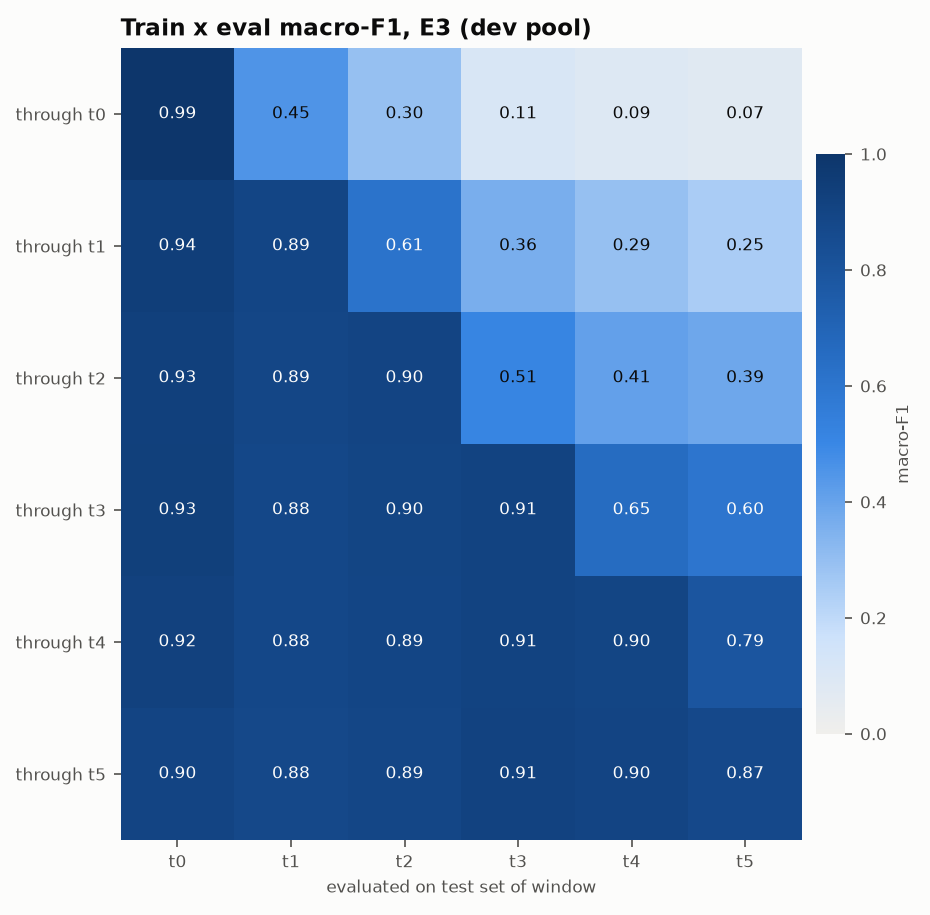 Train x eval macro-F1, E3 (dev pool)
through t0 0.99 0.45 0.30 0.11 0.09 0.07
through t1 0.94 0.89 0.61 0.36 0.29 0.25
through t2 0.93 0.89 0.90 0.51 0.41 0.39
through t3 0.93 0.88 0.90 0.91 0.65 0.60
through t4 0.92 0.88 0.89 0.91 0.90 0.79
through t5 0.90 0.88 0.89 0.91 0.90 0.87
t0 t1 t2 t3 t4 t5
evaluated on test set of window
1.0
0.8
0.6
0.4
0.2
0.0
macro-F1